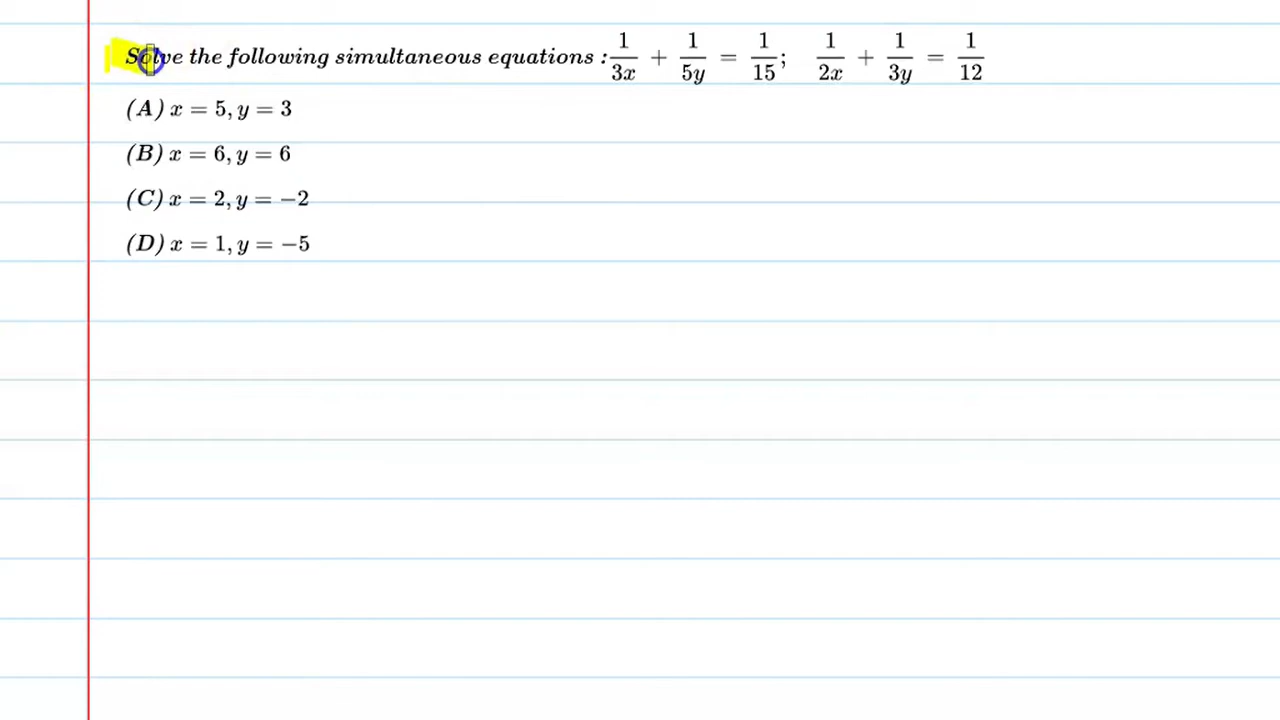 Solve the following simultaneous equations : 1/3x + 1/5y = 1/15; 1/2x + 1/3y = 1/12
(A) x = 5, y = 3
(B) x = 6, y = 6
(C) x = 2, y = −2
(D) x = 1, y = −5